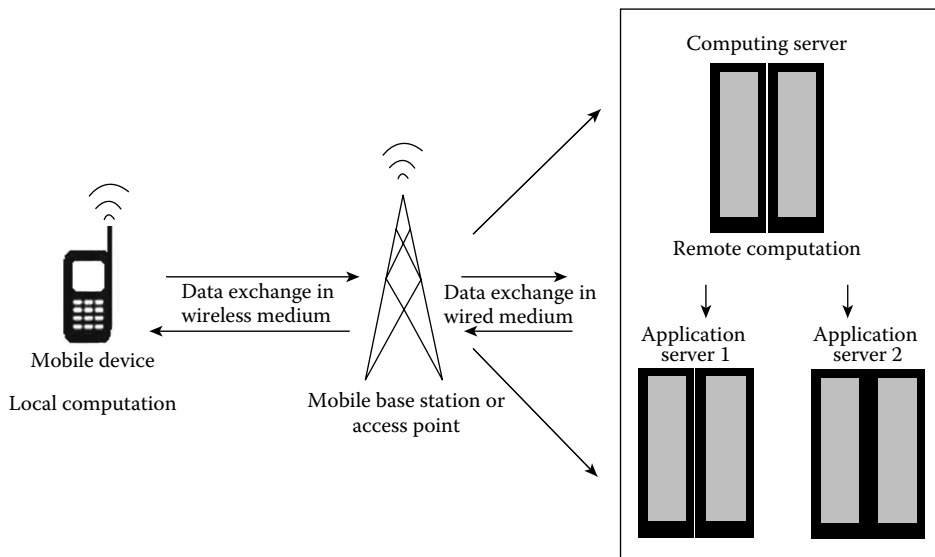 Computing server
Remote computation
Data exchange in
wireless medium
Data exchange in
wired medium
Mobile device
Local computation
Mobile base station or
access point
Application
server 1
Application
server 2